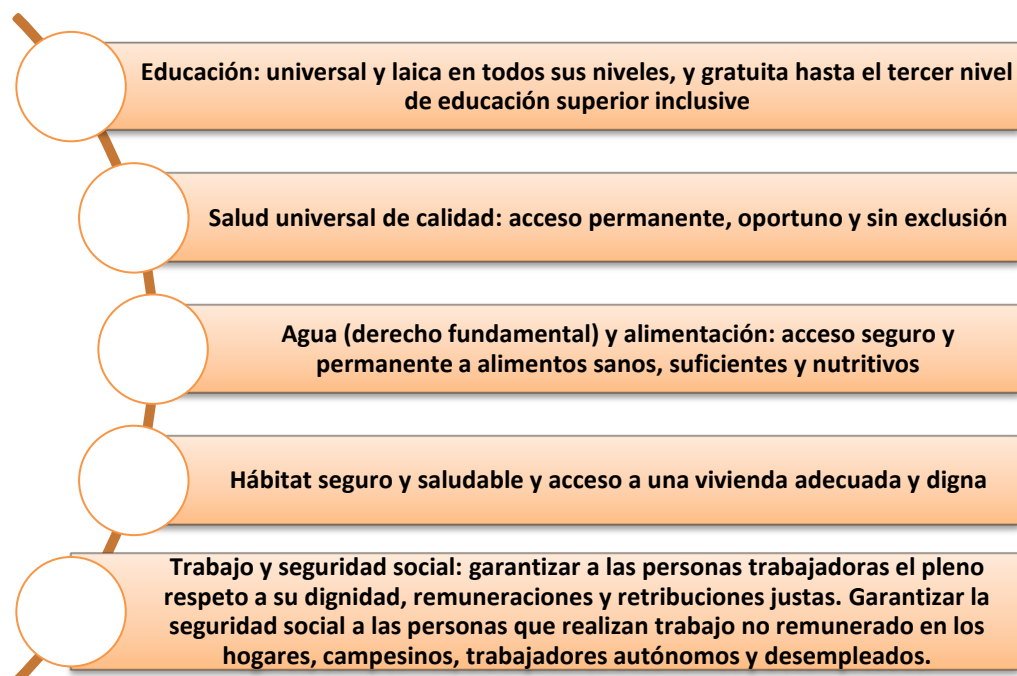 Educación: universal y laica en todos sus niveles, y gratuita hasta el tercer nivel
de educación superior inclusive
Salud universal de calidad: acceso permanente, oportuno y sin exclusión
Agua (derecho fundamental) y alimentación: acceso seguro y
permanente a alimentos sanos, suficientes y nutritivos
Hábitat seguro y saludable y acceso a una vivienda adecuada y digna
Trabajo y seguridad social: garantizar a las personas trabajadoras el pleno
respeto a su dignidad, remuneraciones y retribuciones justas. Garantizar la
seguridad social a las personas que realizan trabajo no remunerado en los
hogares, campesinos, trabajadores autónomos y desempleados.